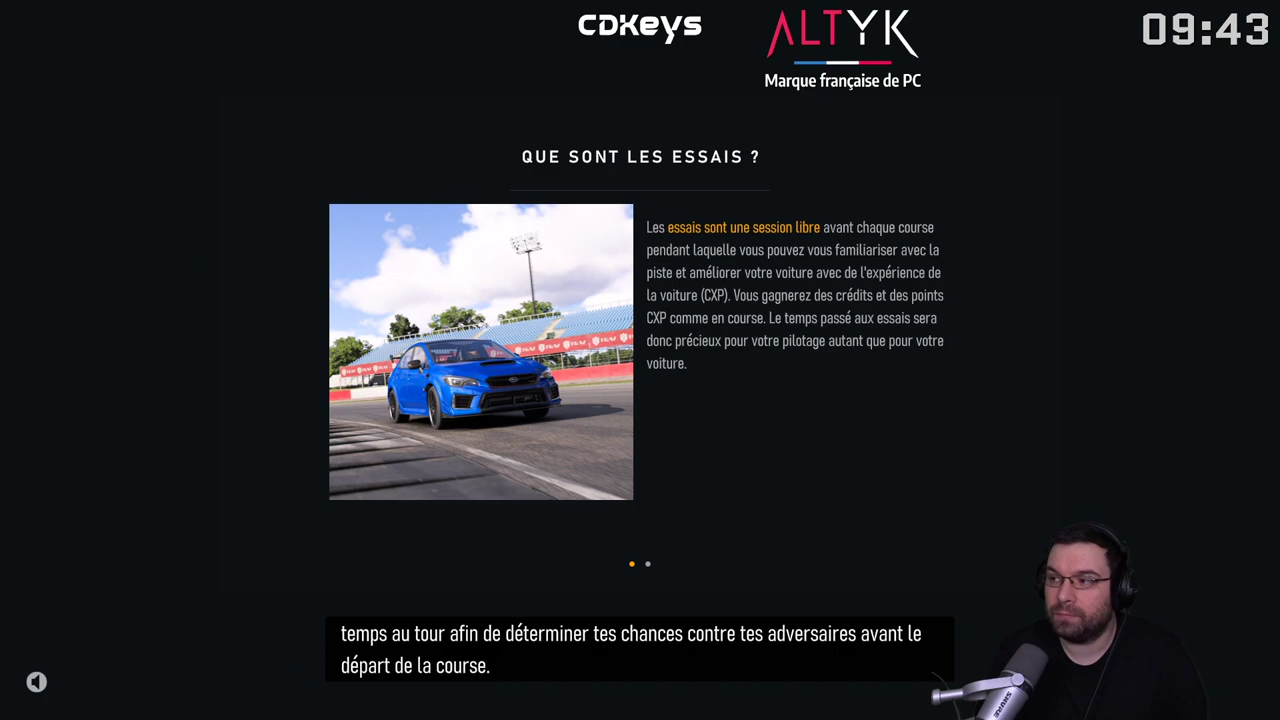 CDKeys
ALTYK
09:43
Marque française de PC
QUE SONT LES ESSAIS ?
Les essais sont une session libre avant chaque course
pendant laquelle vous pouvez vous familiariser avec la
piste et améliorer votre voiture avec de l'expérience de
la voiture (CXP). Vous gagnerez des crédits et des points
CXP comme en course. Le temps passé aux essais sera
donc précieux pour votre pilotage autant que pour votre
voiture.
temps au tour afin de déterminer tes chances contre tes adversaires avant le
départ de la course.
SHURE